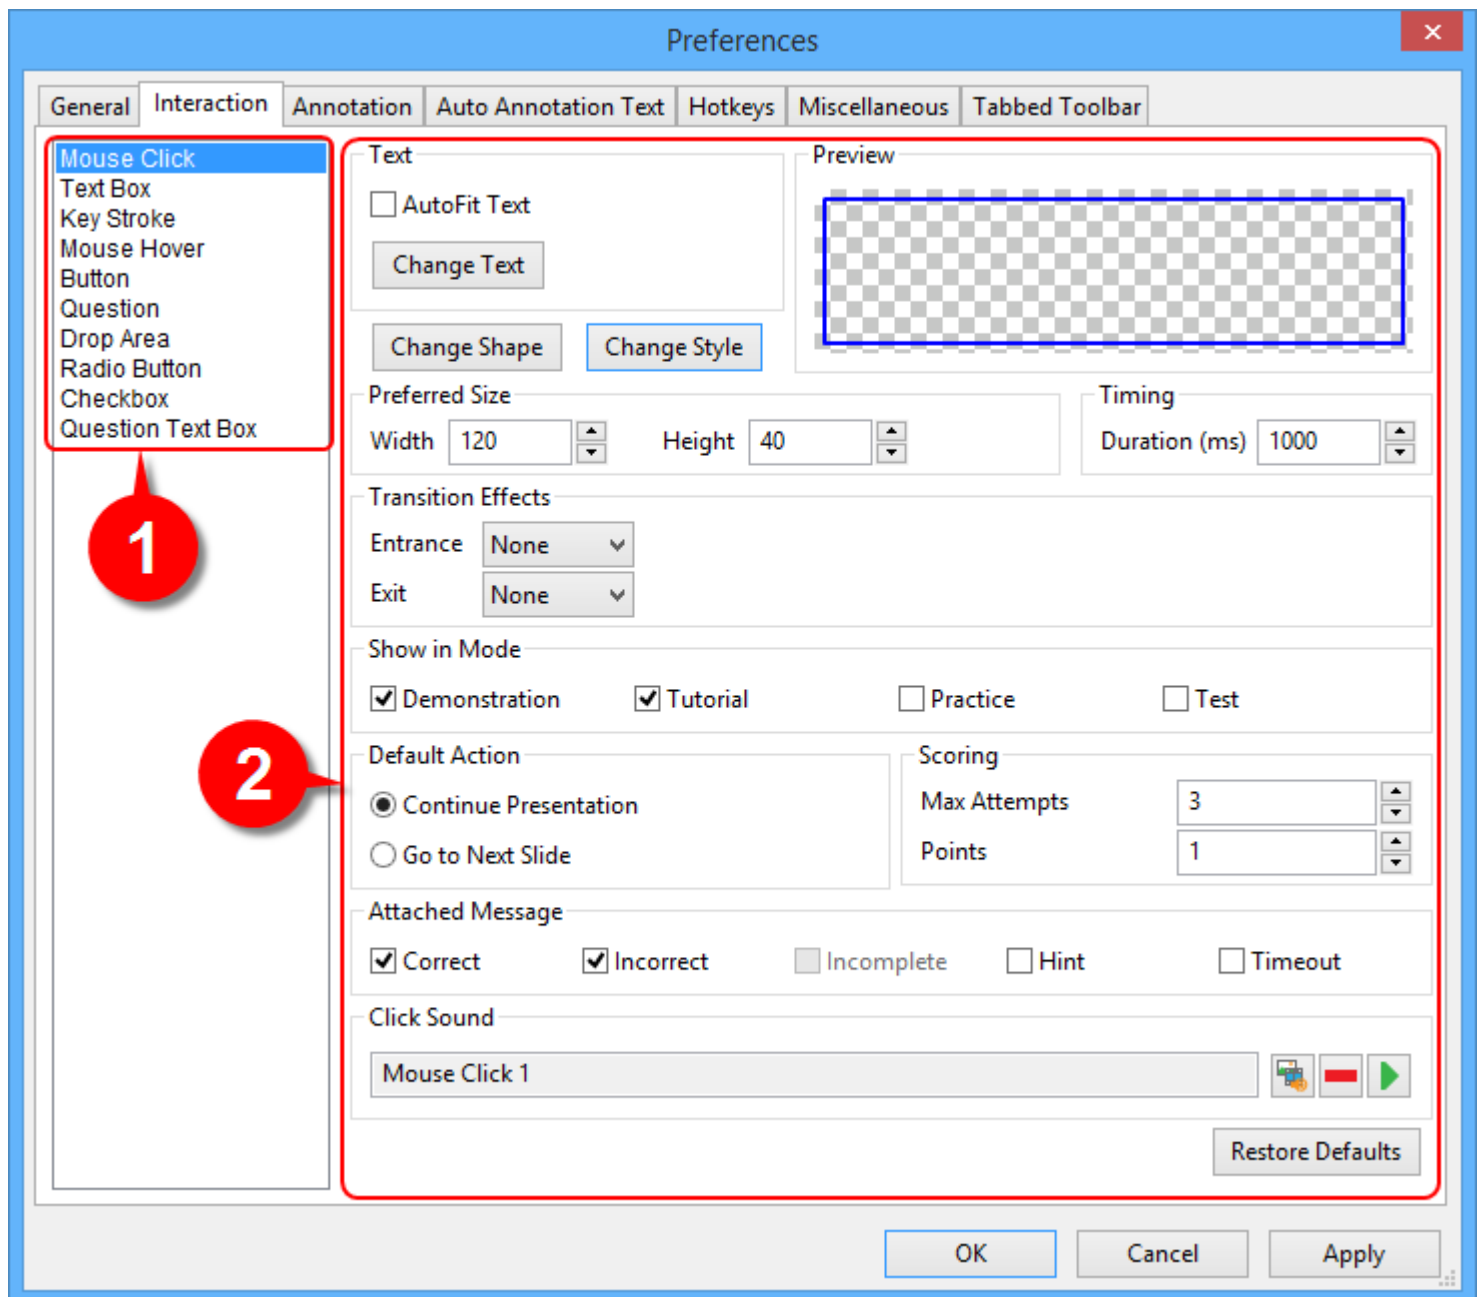 Preferences
General Interaction Annotation Auto Annotation Text Hotkeys Miscellaneous Tabbed Toolbar
Mouse Click
Text Box
Key Stroke
Mouse Hover
Button
Question
Drop Area
Radio Button
Checkbox
Question Text Box
1
Text
AutoFit Text
Change Text
Preview
Change Shape Change Style
Preferred Size
Width 120 Height 40
Timing
Duration (ms) 1000
Transition Effects
Entrance None
Exit None
Show in Mode
Demonstration Tutorial Practice Test
2
Default Action
Continue Presentation
Go to Next Slide
Scoring
Max Attempts 3
Points 1
Attached Message
Correct Incorrect Incomplete Hint Timeout
Click Sound
Mouse Click 1
Restore Defaults
OK Cancel Apply